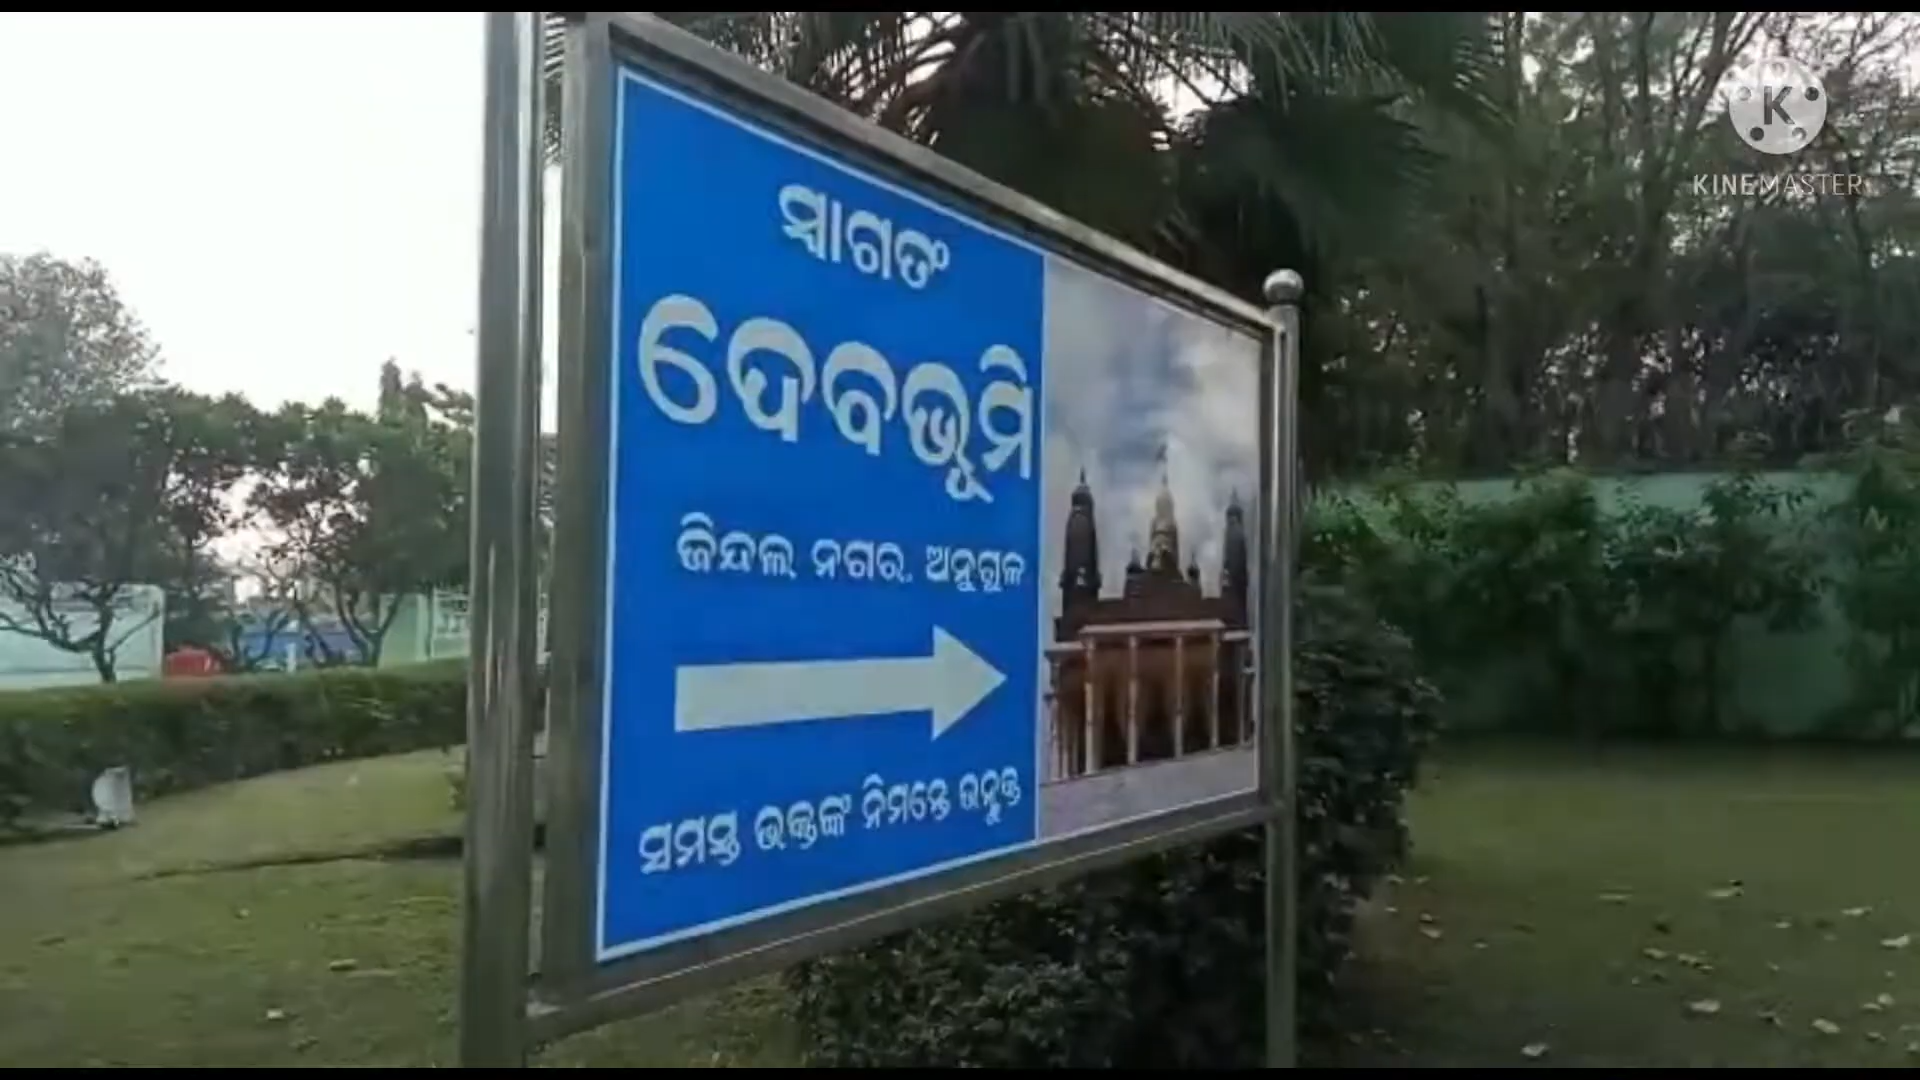 ସ୍ୱାଗତଂ
ଦେବଭୂମି
ଜିନ୍ଦଲ ନଗର, ଅନୁଗୁଳ
ସମସ୍ତ ଭକ୍ତଙ୍କ ନିମନ୍ତେ ଉନ୍ମୁକ୍ତ
K
KINEMASTER